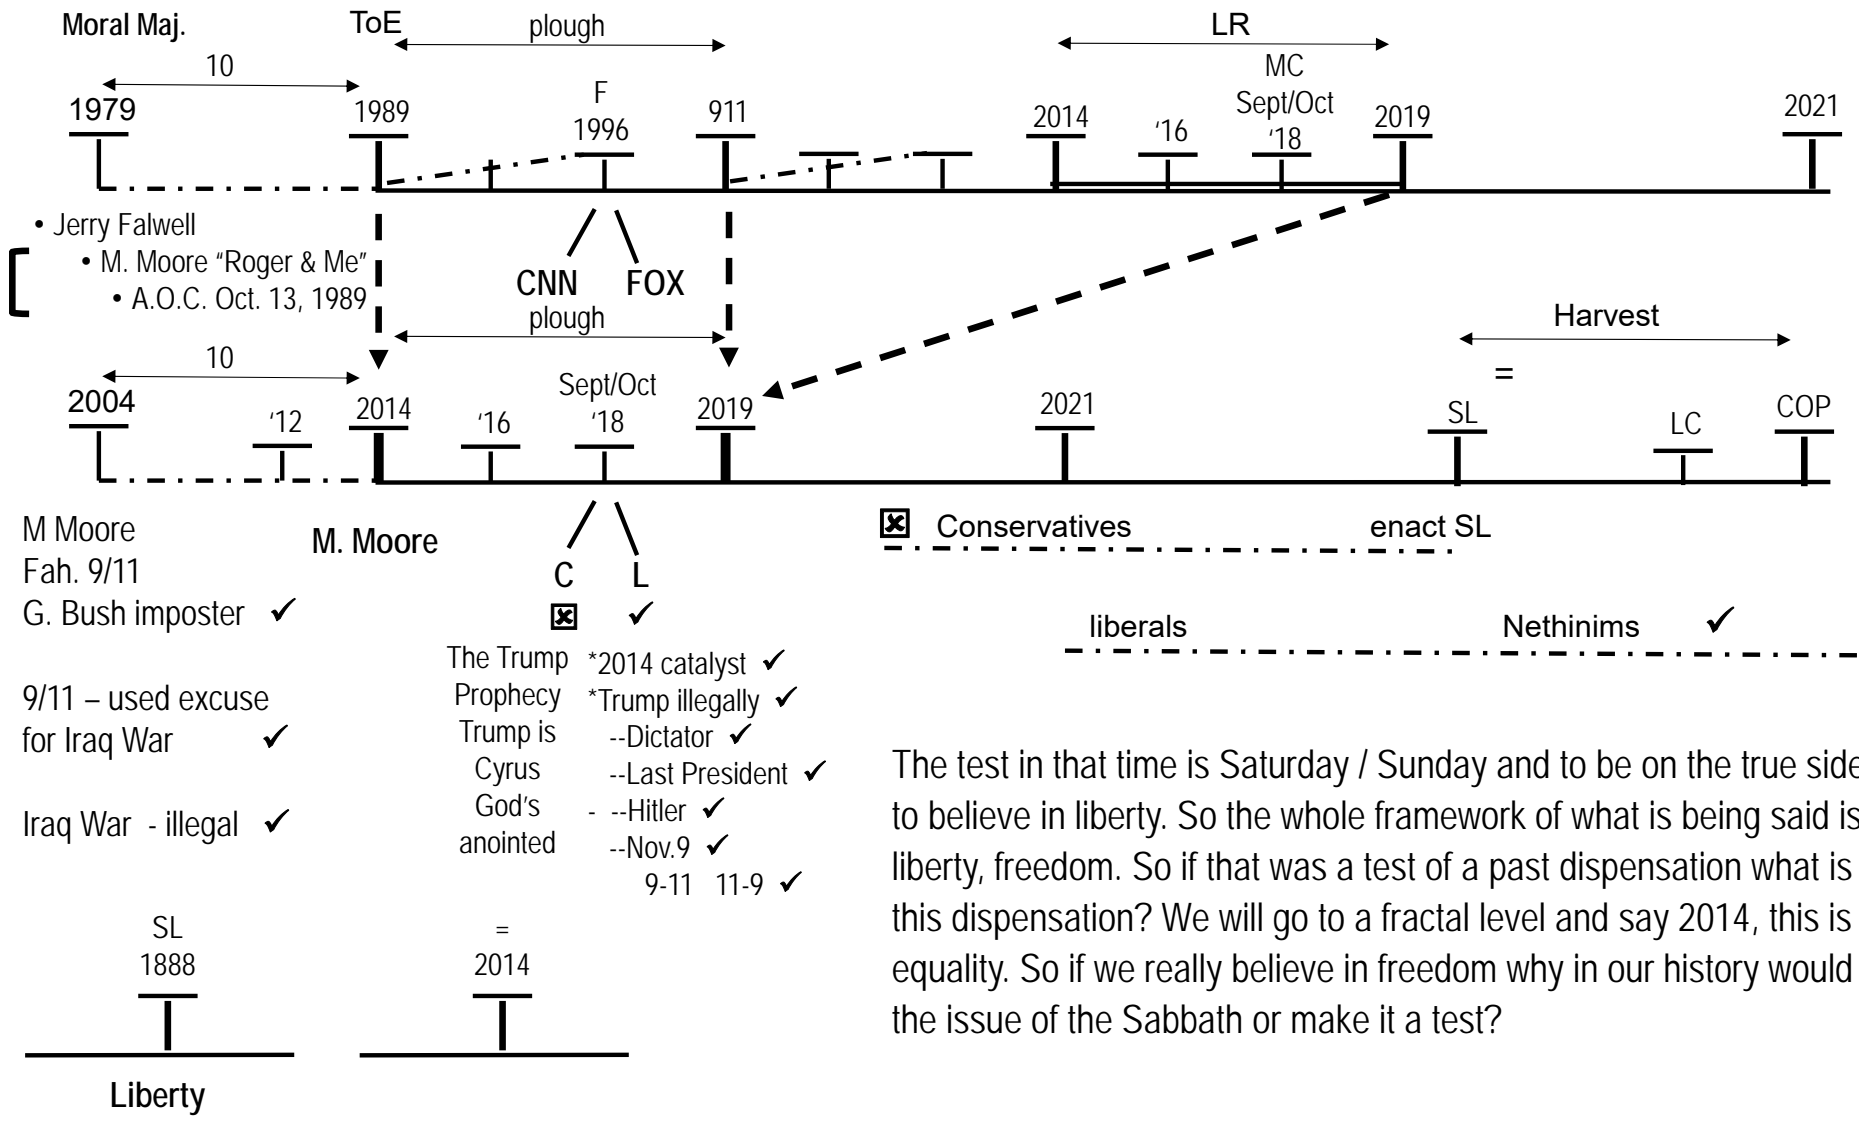 Moral Maj.
ToE
plough
LR
10
F
MC
Sept/Oct
1979
1989
1996
911
2014
'16
'18
2019
2021
• Jerry Falwell
• M. Moore "Roger & Me"
• A.O.C. Oct. 13, 1989
CNN FOX
plough
Harvest
10
Sept/Oct
=
2004
'12
2014
'16
'18
2019
2021
SL
LC
COP
M Moore
Fah. 9/11
G. Bush imposter ✓
9/11 – used excuse
for Iraq War ✓
Iraq War - illegal ✓
M. Moore
C L
☒ ✓
The Trump
Prophecy
Trump is
Cyrus
God's
anointed
*2014 catalyst ✓
*Trump illegally ✓
--Dictator ✓
--Last President ✓
- --Hitler ✓
--Nov.9 ✓
9-11 11-9 ✓
☒ Conservatives enact SL
liberals Nethinims ✓
The test in that time is Saturday / Sunday and to be on the true side
to believe in liberty. So the whole framework of what is being said is
liberty, freedom. So if that was a test of a past dispensation what is
this dispensation? We will go to a fractal level and say 2014, this is
equality. So if we really believe in freedom why in our history would
the issue of the Sabbath or make it a test?
SL
1888
Liberty
=
2014